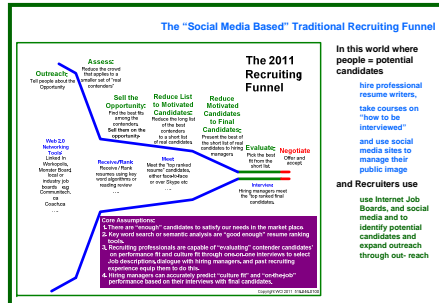 The "Social Media Based" Traditional Recruiting Funnel
The 2011
Recruiting
Funnel
Outreach:
Tell people about the
Opportunity
Assess:
Reduce the crowd
that applies to a
smaller set of "real
contenders"
Sell the
Opportunity:
Find the best fits
among the
contenders.
Sell them on the
opportunity.
Reduce List
to Motivated
Candidates:
Reduce the long list
of the best
contenders
to a short list
of real candidates
Reduce
Motivated
Candidates
to Final
Candidates:
Present the best of
the short list of real
candidates to hiring
managers
Evaluate:
Pick the best
fit from the
short list.
Negotiate
Offer and
accept
Web 2.0
Networking
Tools/
Linked In
Workopolis,
Monster Board,
local or
industry job
boards eg
Communitech,
ca
Coachzra
....
Receive/Rank
Receive / Rank
resumes using key
word algorithms or
reading review
....
Meet
Meet the "top ranked
resume" candidates,
either face-to-face
or over Skype etc
....
Interview
Hiring managers meet
the "top ranked final
candidates.
Core Assumptions:
1. There are "enough" candidates to satisfy our needs in the market place.
2. Key word search or semantic analysis are "good enough" resume ranking
tools.
3. Recruiting professionals are capable of "evaluating" contender candidates'
on performance fit and culture fit through one-on-one interviews to select
Job descriptions, dialogue with hiring managers, and past recruiting
experience equip them to do this.
4. Hiring managers can accurately predict "culture fit" and "on-the-job"
performance based on their interviews with final candidates.
Copyright WCI 2011
In this world where
people = potential
candidates
hire professional
resume writers,
take courses on
"how to be
interviewed"
and use social
media sites to
manage their
public image
and Recruiters use
use Internet Job
Boards, and social
media and to
identify potential
candidates and
expand outreach
through out- reach